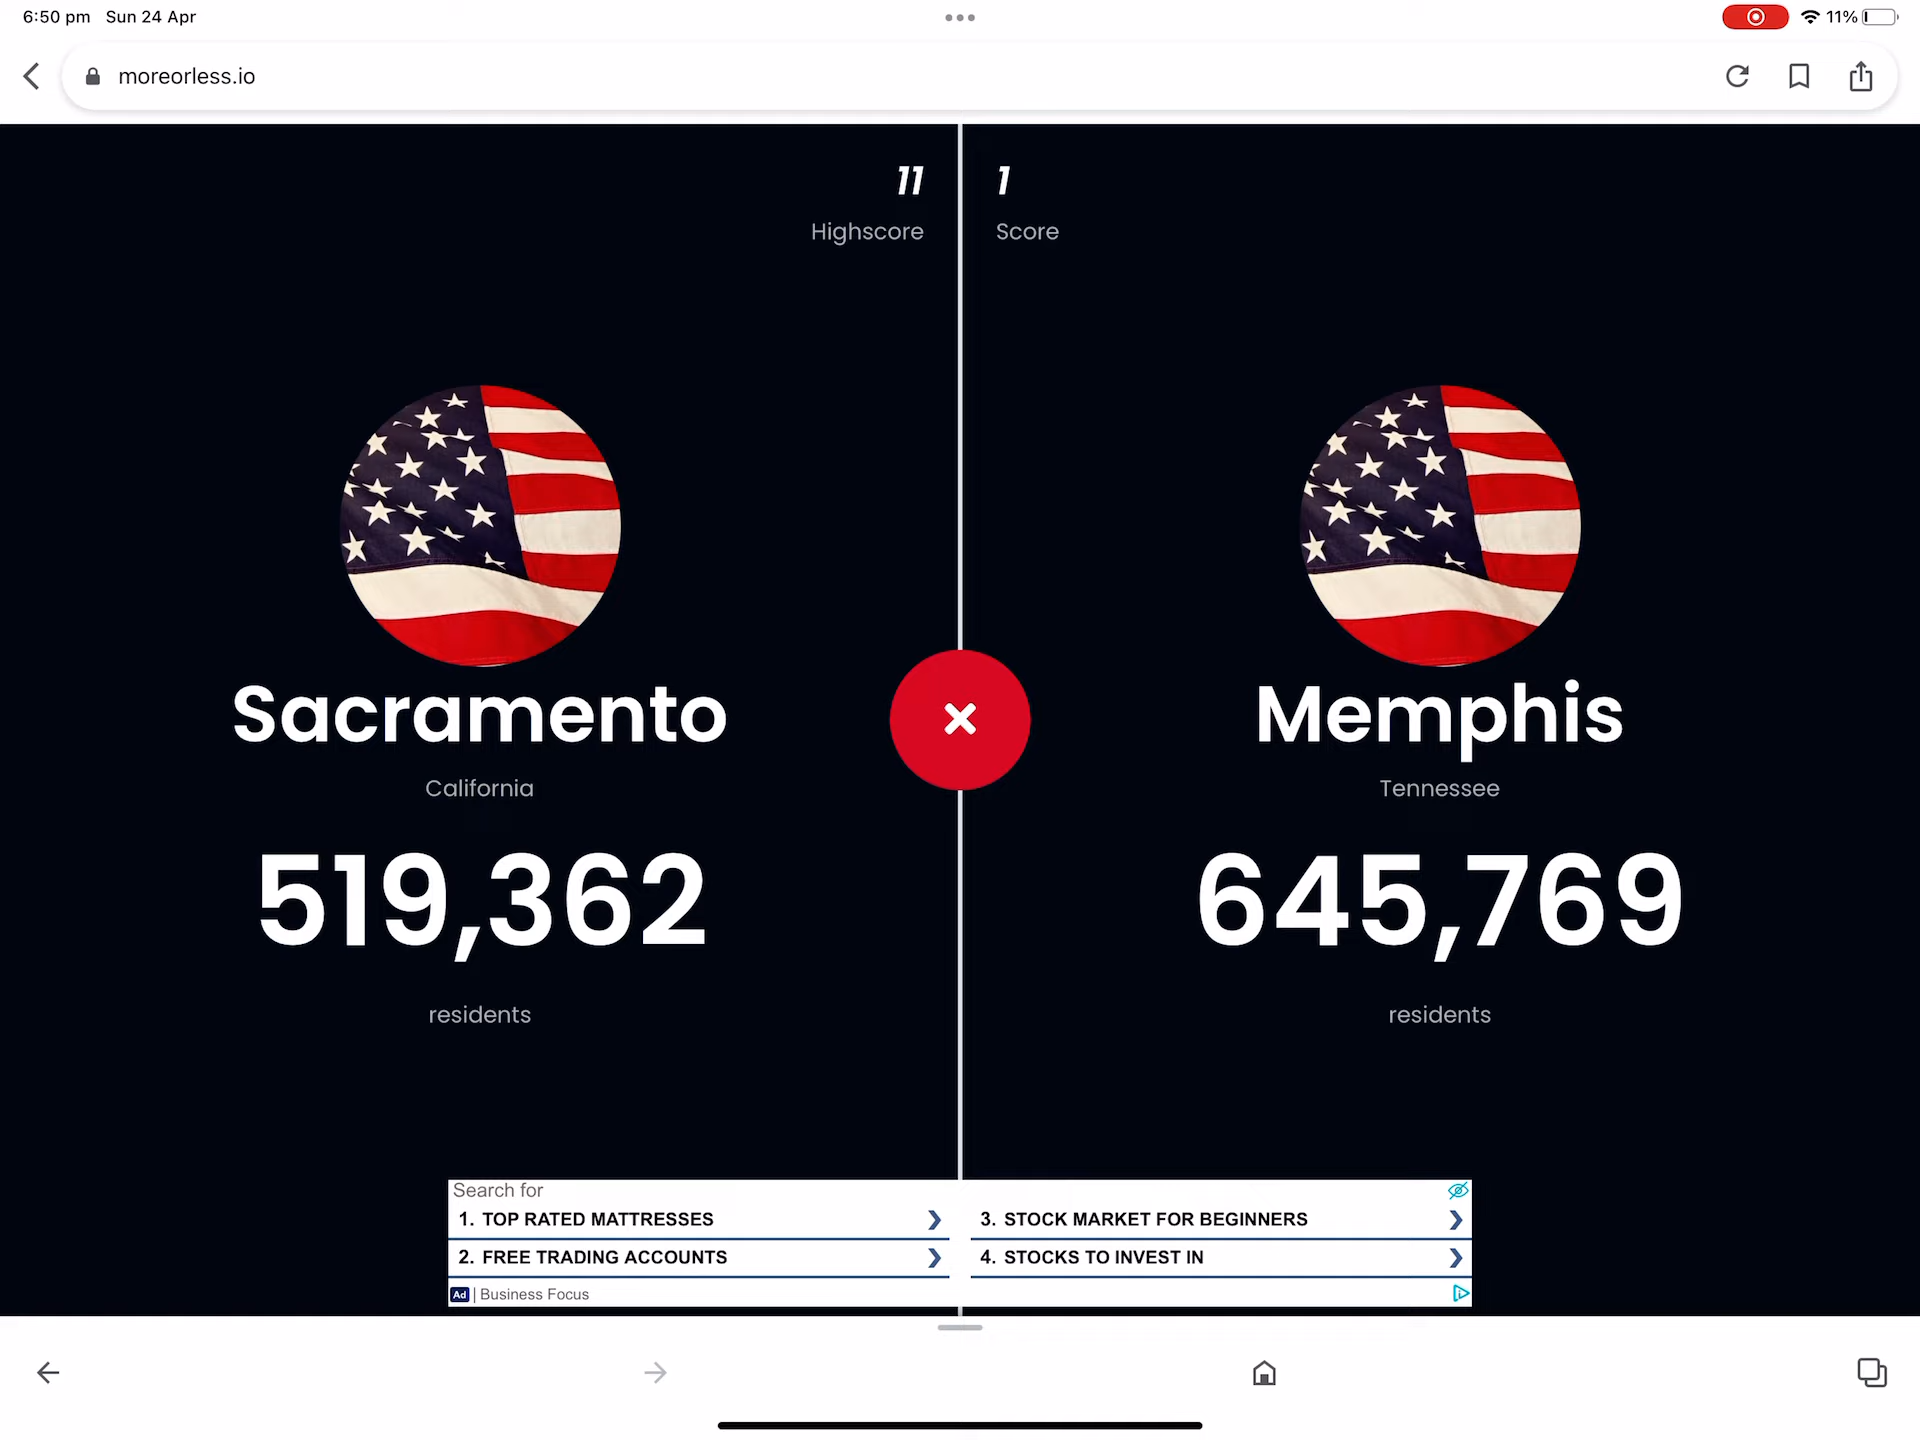 6:50 pm Sun 24 Apr
11%
moreorless.io
11
Highscore
1
Score
Sacramento
California
519,362
residents
Memphis
Tennessee
645,769
residents
Search for
1. TOP RATED MATTRESSES
2. FREE TRADING ACCOUNTS
3. STOCK MARKET FOR BEGINNERS
4. STOCKS TO INVEST IN
Ad | Business Focus